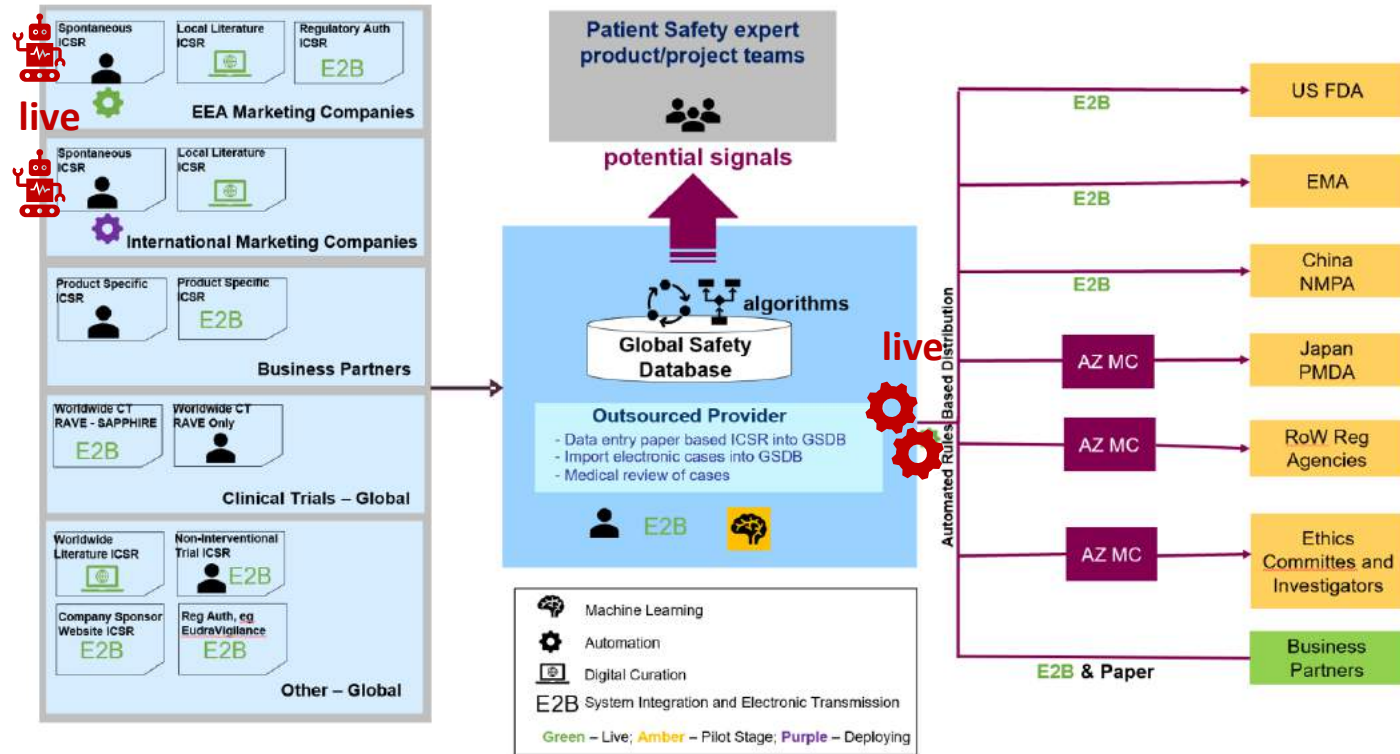 Spontaneous
ICSR
Local Literature
ICSR
Regulatory Auth
ICSR
E2B
EEA Marketing Companies
live
Spontaneous
ICSR
Local Literature
ICSR
International Marketing Companies
Product Specific
ICSR
Product Specific
ICSR
E2B
Business Partners
Worldwide CT
RAVE - SAPPHIRE
E2B
Worldwide CT
RAVE Only
Clinical Trials – Global
Worldwide
Literature ICSR
Non-Interventional
Trial ICSR
E2B
Company Sponsor
Website ICSR
E2B
Reg Auth, eg
EudraVigilance
E2B
Other – Global
Patient Safety expert
product/project teams
potential signals
algorithms
Global Safety
Database
live
Outsourced Provider
- Data entry paper based ICSR into GSDB
- Import electronic cases into GSDB
- Medical review of cases
E2B
Machine Learning
Automation
Digital Curation
E2B System Integration and Electronic Transmission
Green – Live; Amber – Pilot Stage; Purple – Deploying
Automated Rules Based Distribution
E2B
US FDA
E2B
EMA
E2B
China
NMPA
AZ MC
Japan
PMDA
AZ MC
RoW Reg
Agencies
AZ MC
Ethics
Committes and
Investigators
E2B & Paper
Business
Partners